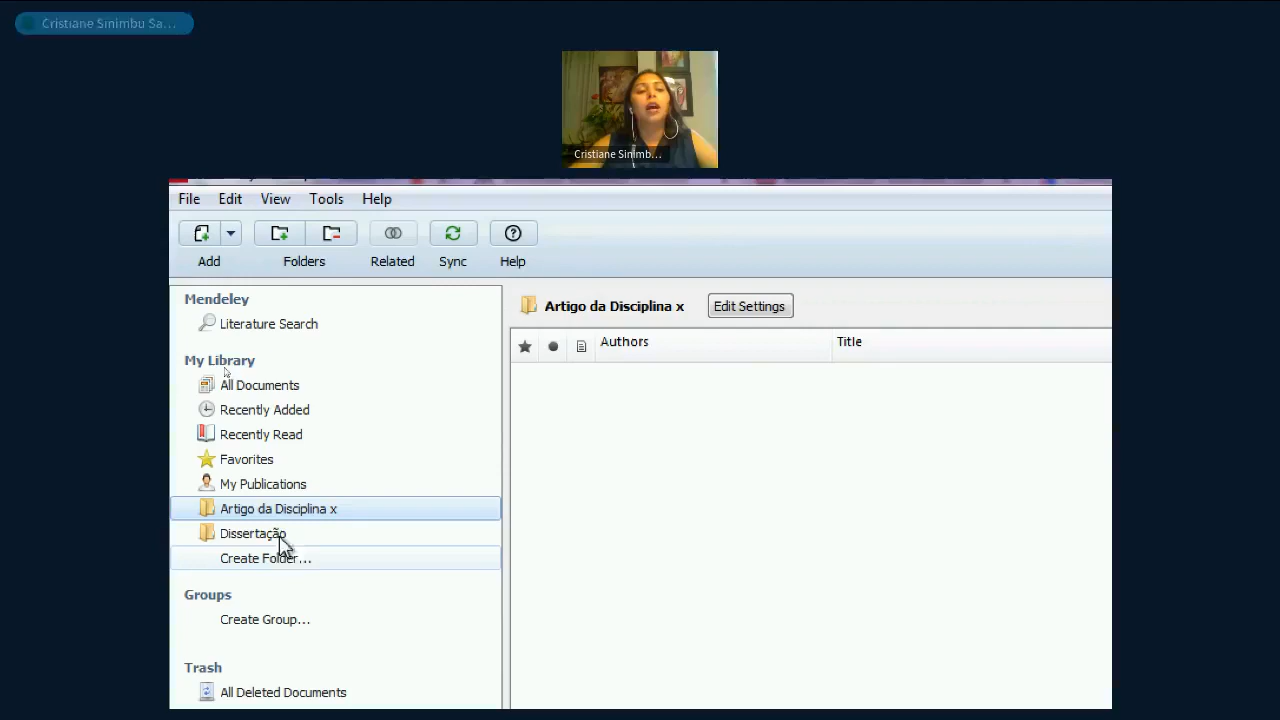 Cristiane Sinimbu Sa...
Cristiane Sinimb...
File Edit View Tools Help
Add Folders Related Sync Help
Mendeley
Literature Search
My Library
All Documents
Recently Added
Recently Read
Favorites
My Publications
Artigo da Disciplina x
Dissertação
Create Folder...
Groups
Create Group...
Trash
All Deleted Documents
Artigo da Disciplina x Edit Settings
Authors Title